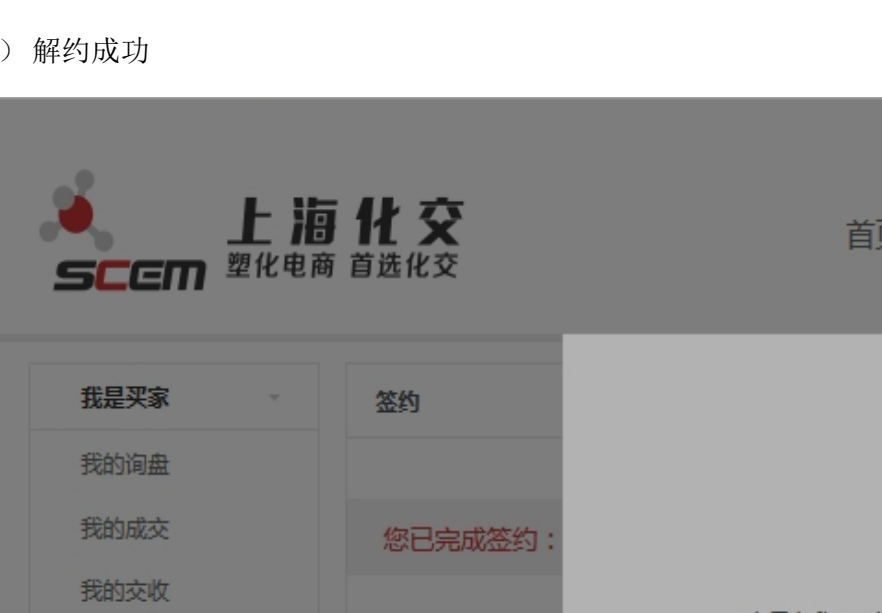 ） 解约成功
上海化交
塑化电商 首选化交
SCEM
首
我是买家
签约
我的询盘
我的成交
您已完成签约：
我的交收